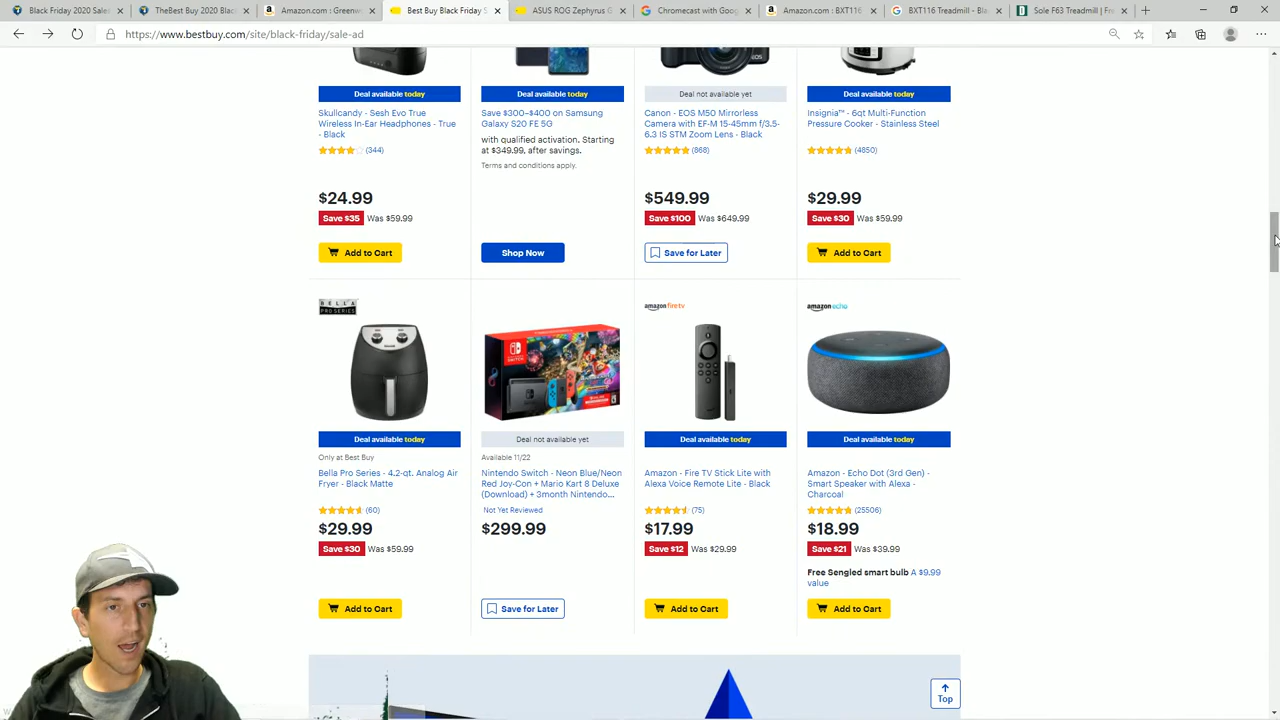 Black Friday 2020 Sales
TheBest Buy 2020 Black
Amazon.com : Greenw
Best Buy Black Friday S
ASUS ROG Zephyrus G
Chromecast with Goog
Amazon.com : BXT116
BXT116 Treadmill - Bl
Sole F63 Treadmill | Fri
https://www.bestbuy.com/site/black-friday/sale-ad
Deal available today
Skullcandy - Sesh Evo True
Wireless In-Ear Headphones - True
- Black
(344)
$24.99
Save $35 Was $59.99
Add to Cart
Deal available today
Save $300–$400 on Samsung
Galaxy S20 FE 5G
with qualified activation. Starting
at $349.99, after savings.
Terms and conditions apply.
Shop Now
EOS
Deal not available yet
Canon - EOS M50 Mirrorless
Camera with EF-M 15-45mm f/3.5-
6.3 IS STM Zoom Lens - Black
(868)
$549.99
Save $100 Was $649.99
Save for Later
Deal available today
Insignia™ - 6qt Multi-Function
Pressure Cooker - Stainless Steel
(4850)
$29.99
Save $30 Was $59.99
Add to Cart
BELLA
PRO SERIES
Deal available today
Only at Best Buy
Bella Pro Series - 4.2-qt. Analog Air
Fryer - Black Matte
(60)
$29.99
Save $30 Was $59.99
Add to Cart
Deal not available yet
Available 11/22
Nintendo Switch - Neon Blue/Neon
Red Joy-Con + Mario Kart 8 Deluxe
(Download) + 3month Nintendo...
Not Yet Reviewed
$299.99
Save for Later
amazon fire tv
Deal available today
Amazon - Fire TV Stick Lite with
Alexa Voice Remote Lite - Black
(75)
$17.99
Save $12 Was $29.99
Add to Cart
amazon echo
Deal available today
Amazon - Echo Dot (3rd Gen) -
Smart Speaker with Alexa -
Charcoal
(25506)
$18.99
Save $21 Was $39.99
Free Sengled smart bulb A $9.99
value
Add to Cart
Top